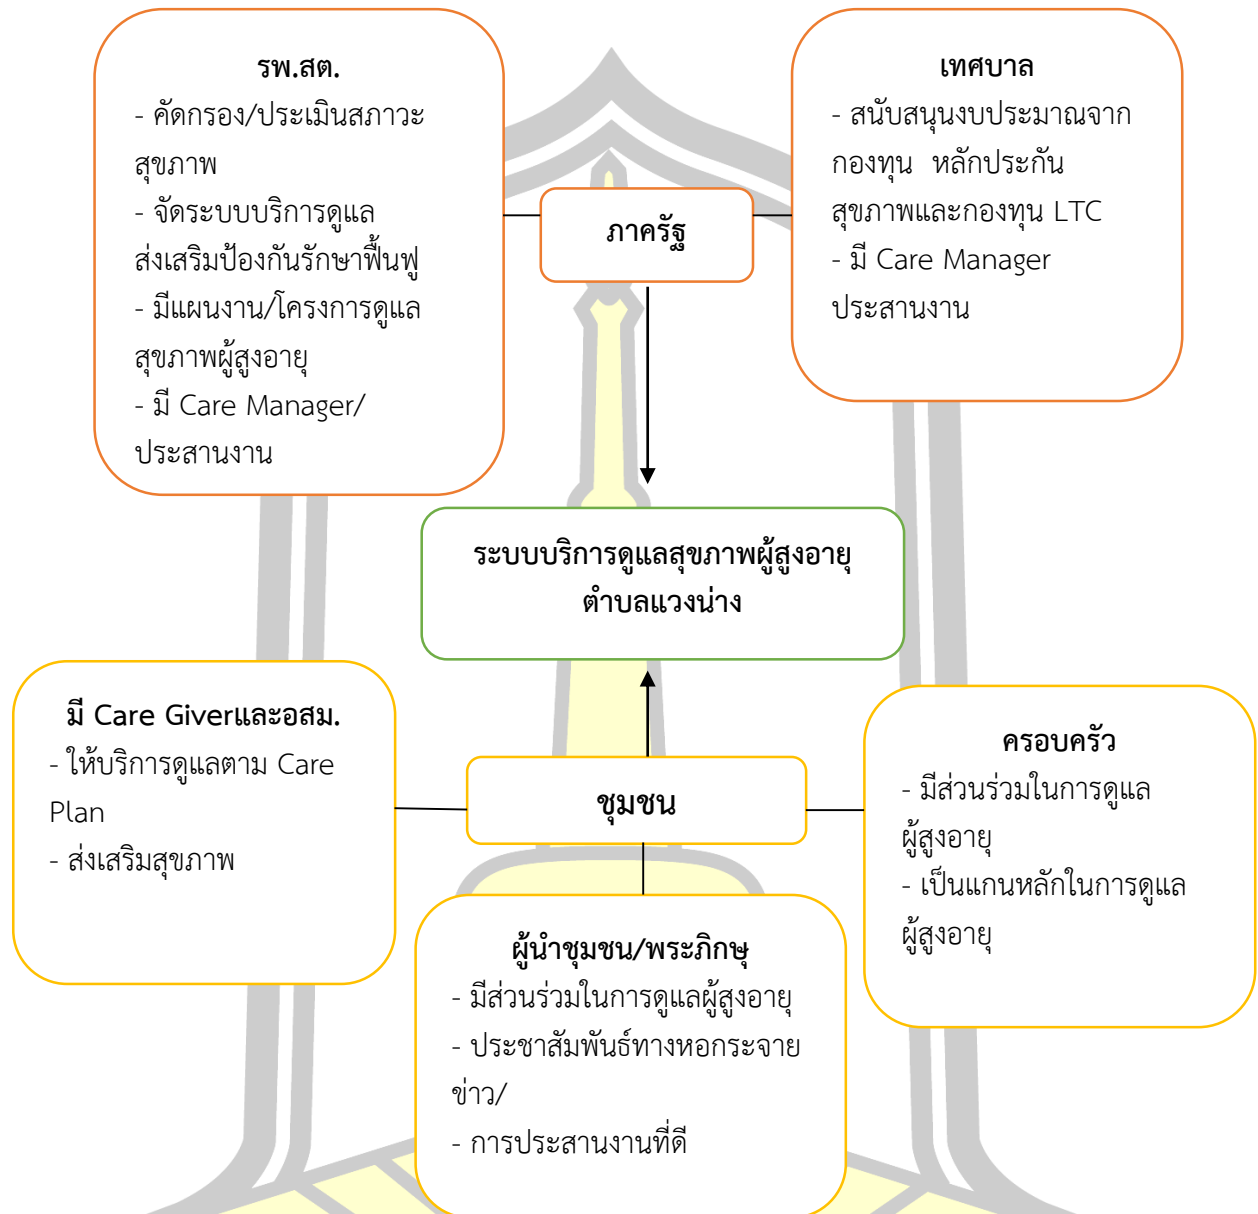 รพ.สต.
- คัดกรอง/ประเมินสภาวะ
สุขภาพ
- จัดระบบบริการดูแล
ส่งเสริมป้องกันรักษาฟื้นฟู
- มีแผนงาน/โครงการดูแล
สุขภาพผู้สูงอายุ
- มี Care Manager/
ประสานงาน
ภาครัฐ
เทศบาล
- สนับสนุนงบประมาณจาก
กองทุน หลักประกัน
สุขภาพและกองทุน LTC
- มี Care Manager
ประสานงาน
ระบบบริการดูแลสุขภาพผู้สูงอายุ
ตำบลแวงน่าง
มี Care Giverและอสม.
- ให้บริการดูแลตาม Care
Plan
- ส่งเสริมสุขภาพ
ชุมชน
ครอบครัว
- มีส่วนร่วมในการดูแล
ผู้สูงอายุ
- เป็นแกนหลักในการดูแล
ผู้สูงอายุ
ผู้นำชุมชน/พระภิกษุ
- มีส่วนร่วมในการดูแลผู้สูงอายุ
- ประชาสัมพันธ์ทางหอกระจาย
ข่าว/
- การประสานงานที่ดี